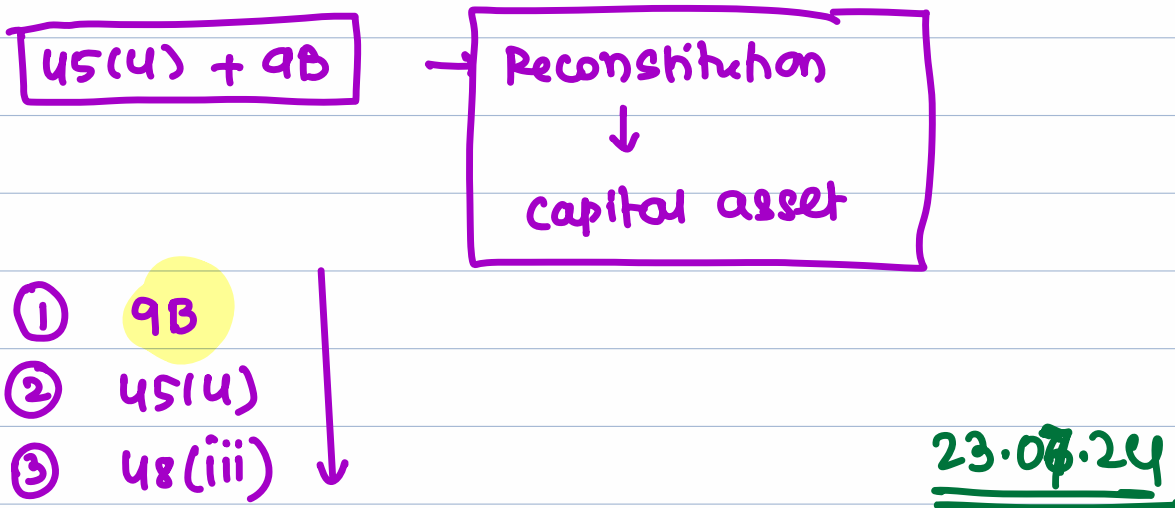 45(4) + 9B → Reconstitution
↓
capital asset
① 9B
② 45(4)
③ 48(iii)
23.07.24